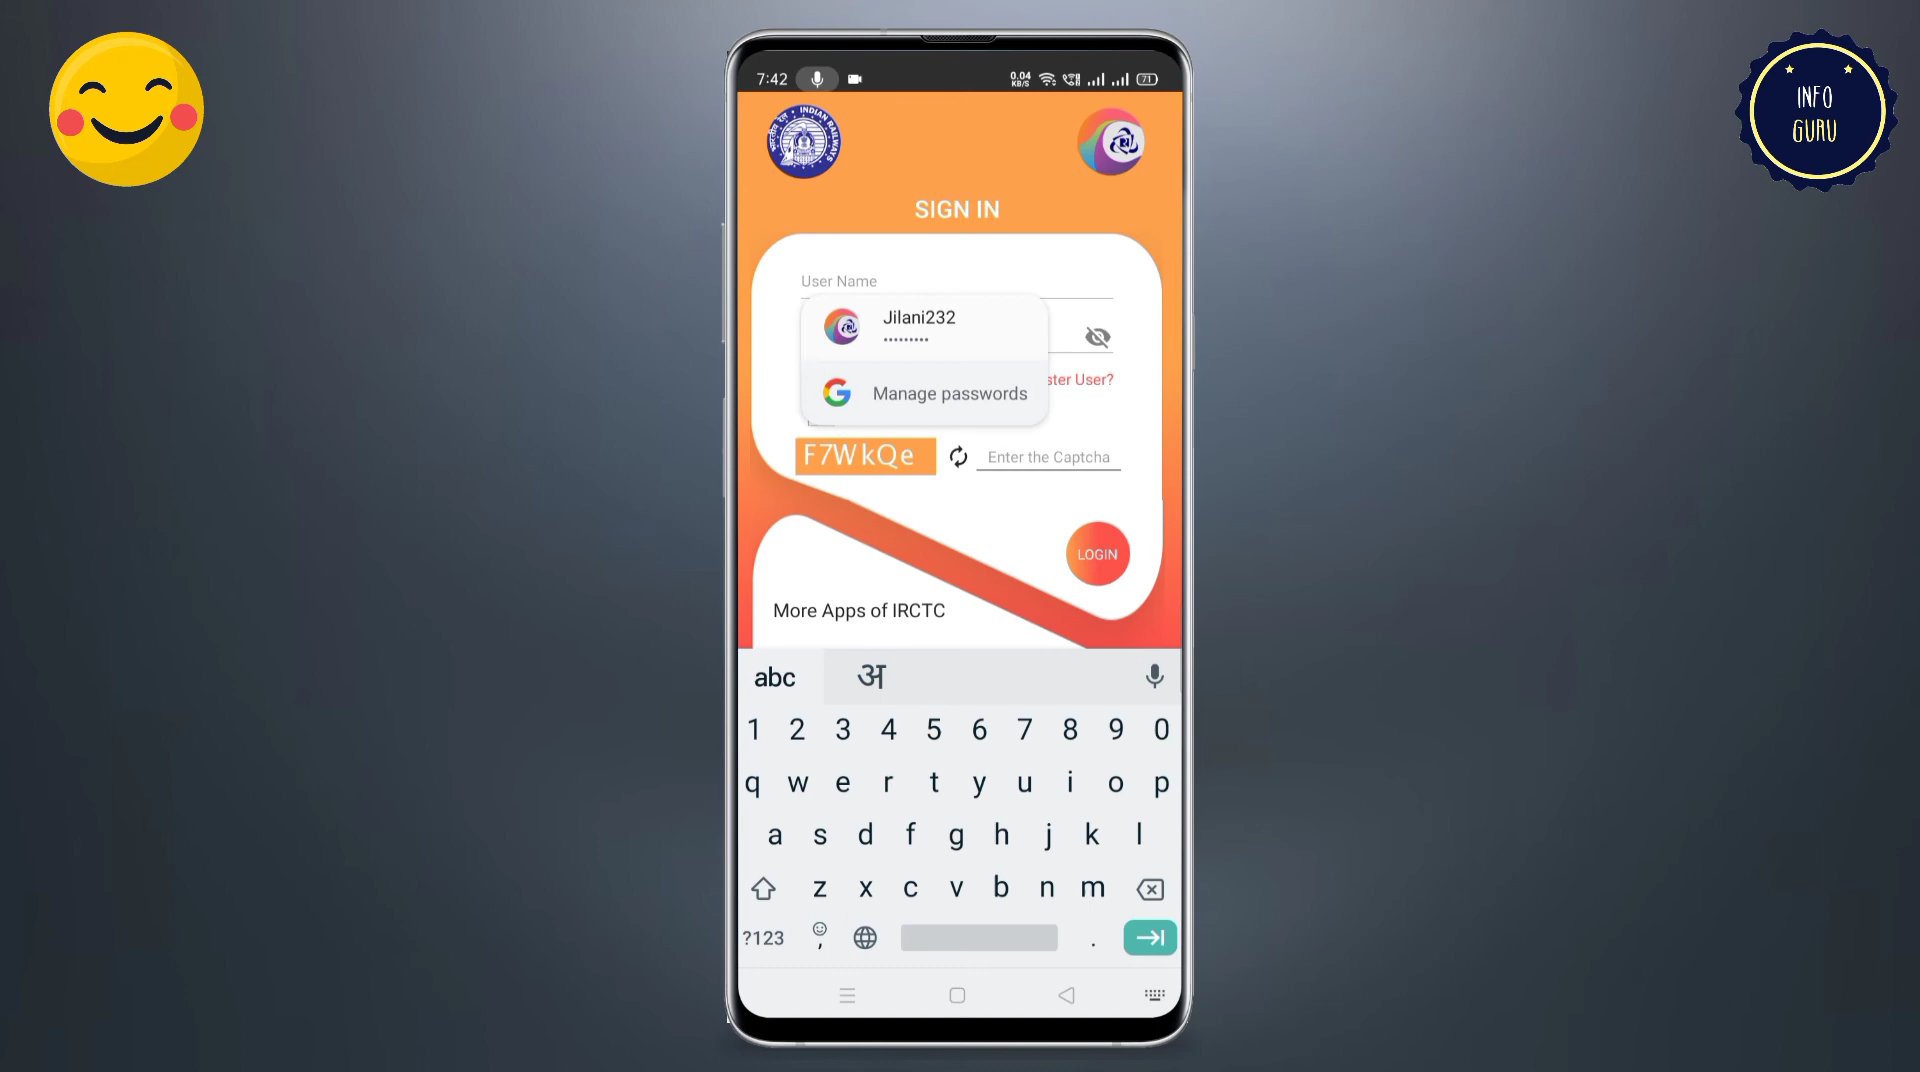 INFO
GURU
7:42
0.04
KB/S
71
INDIAN RAILWAYS
SIGN IN
User Name
Jilani232
•••••••••
Manage passwords
ster User?
F7WkQe
Enter the Captcha
LOGIN
More Apps of IRCTC
abc
अ
1 2 3 4 5 6 7 8 9 0
q w e r t y u i o p
a s d f g h j k l
z x c v b n m
?123 , .